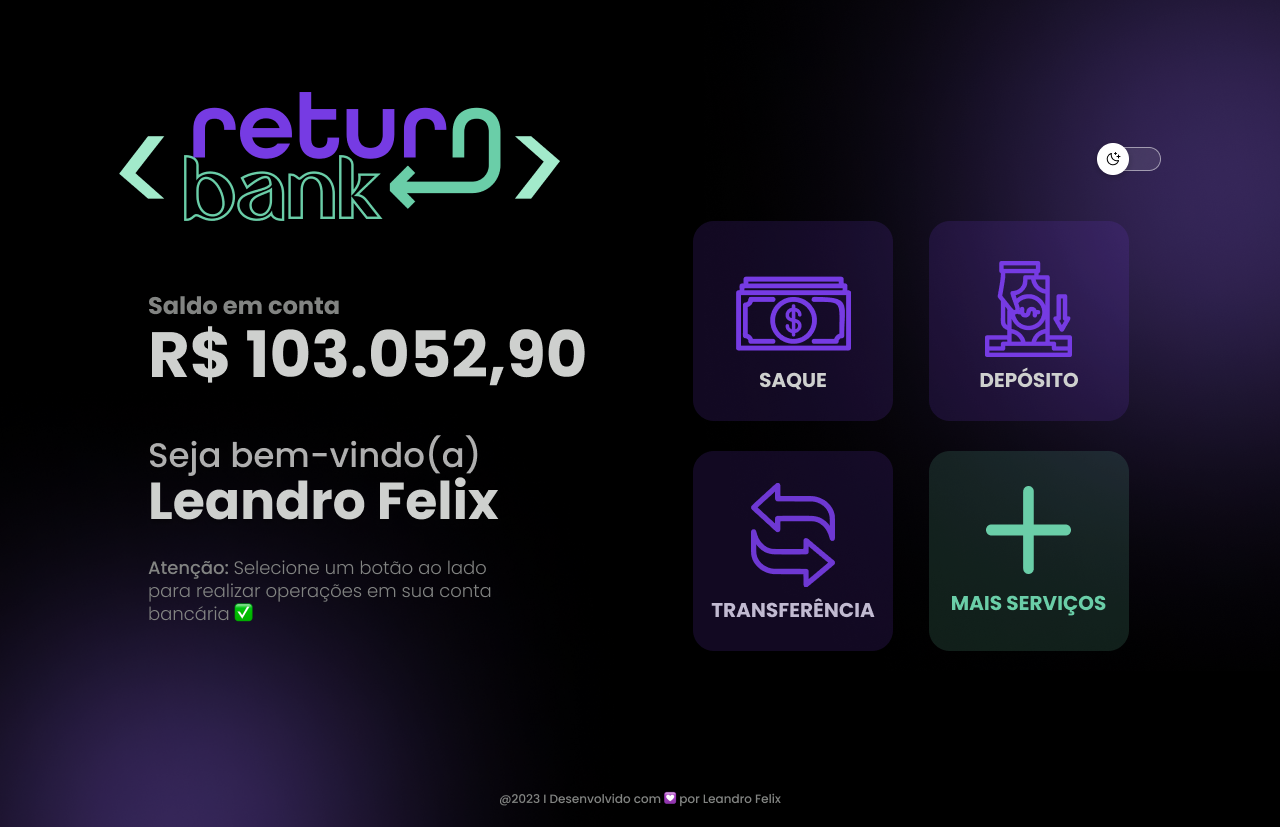 return
bank
Saldo em conta
R$ 103.052,90
Seja bem-vindo(a)
Leandro Felix
Atenção: Selecione um botão ao lado
para realizar operações em sua conta
bancária ✅
SAQUE
DEPÓSITO
TRANSFERÊNCIA
MAIS SERVIÇOS
@2023 I Desenvolvido com 💟 por Leandro Felix